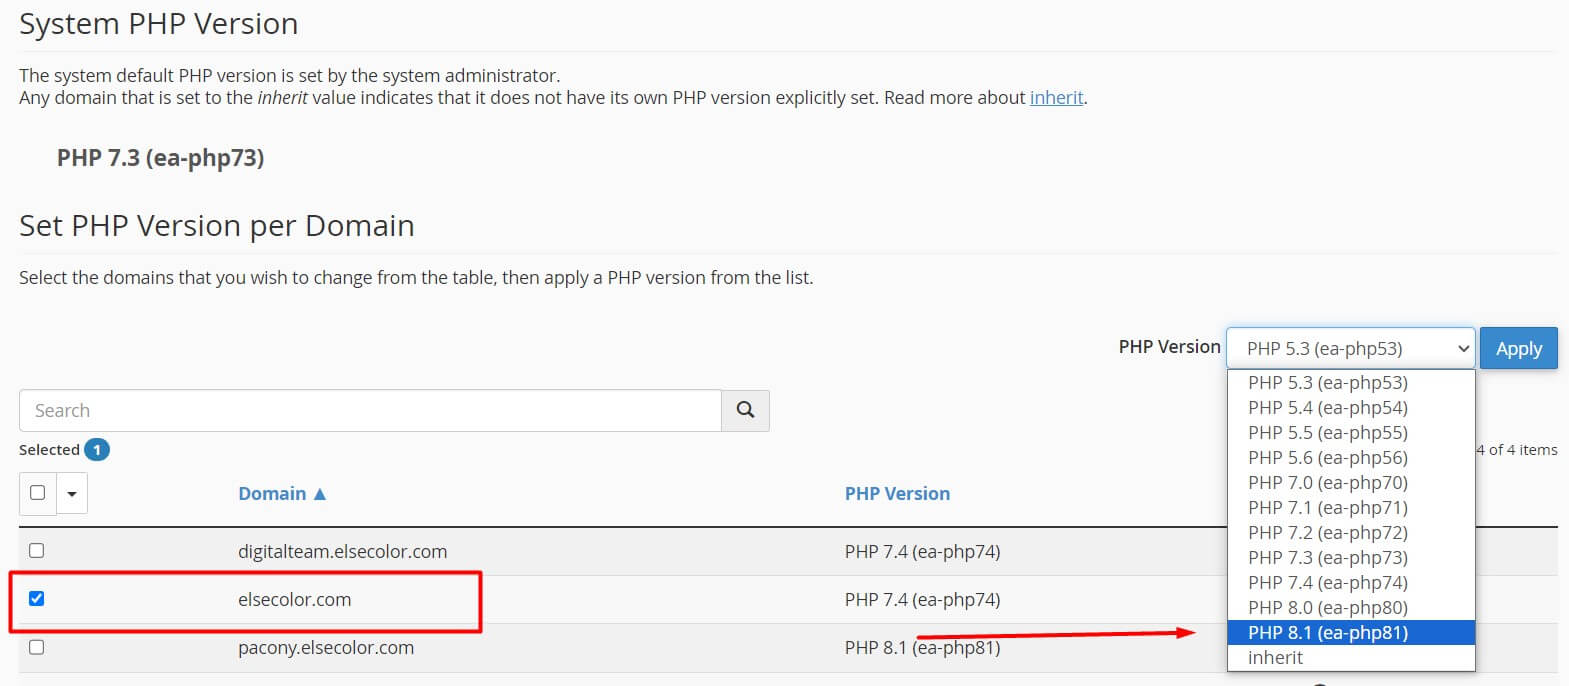 System PHP Version
The system default PHP version is set by the system administrator.
Any domain that is set to the inherit value indicates that it does not have its own PHP version explicitly set. Read more about inherit.
PHP 7.3 (ea-php73)
Set PHP Version per Domain
Select the domains that you wish to change from the table, then apply a PHP version from the list.
PHP Version PHP 5.3 (ea-php53) Apply
PHP 5.3 (ea-php53)
PHP 5.4 (ea-php54)
PHP 5.5 (ea-php55)
PHP 5.6 (ea-php56)
PHP 7.0 (ea-php70)
PHP 7.1 (ea-php71)
PHP 7.2 (ea-php72)
PHP 7.3 (ea-php73)
PHP 7.4 (ea-php74)
PHP 8.0 (ea-php80)
PHP 8.1 (ea-php81)
inherit
Search
Selected 1
4 of 4 items
Domain ▲ PHP Version
digitalteam.elsecolor.com PHP 7.4 (ea-php74)
elsecolor.com PHP 7.4 (ea-php74)
pacony.elsecolor.com PHP 8.1 (ea-php81)